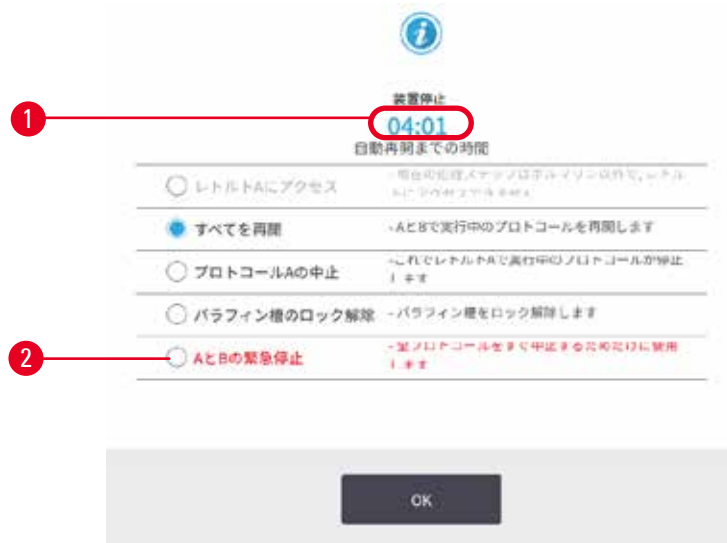 i
装置停止
1
04:01
自動再開までの時間
レトルトAにアクセス
すべてを再開
-AとBで実行中のプロトコールを再開します
プロトコールAの中止
-これでレトルトAで実行中のプロトコールが停止
します
パラフィン槽のロック解除
-パラフィン槽をロック解除します
2
AとBの緊急停止
-全プロトコールをすぐ中止するためだけに使用
します
OK